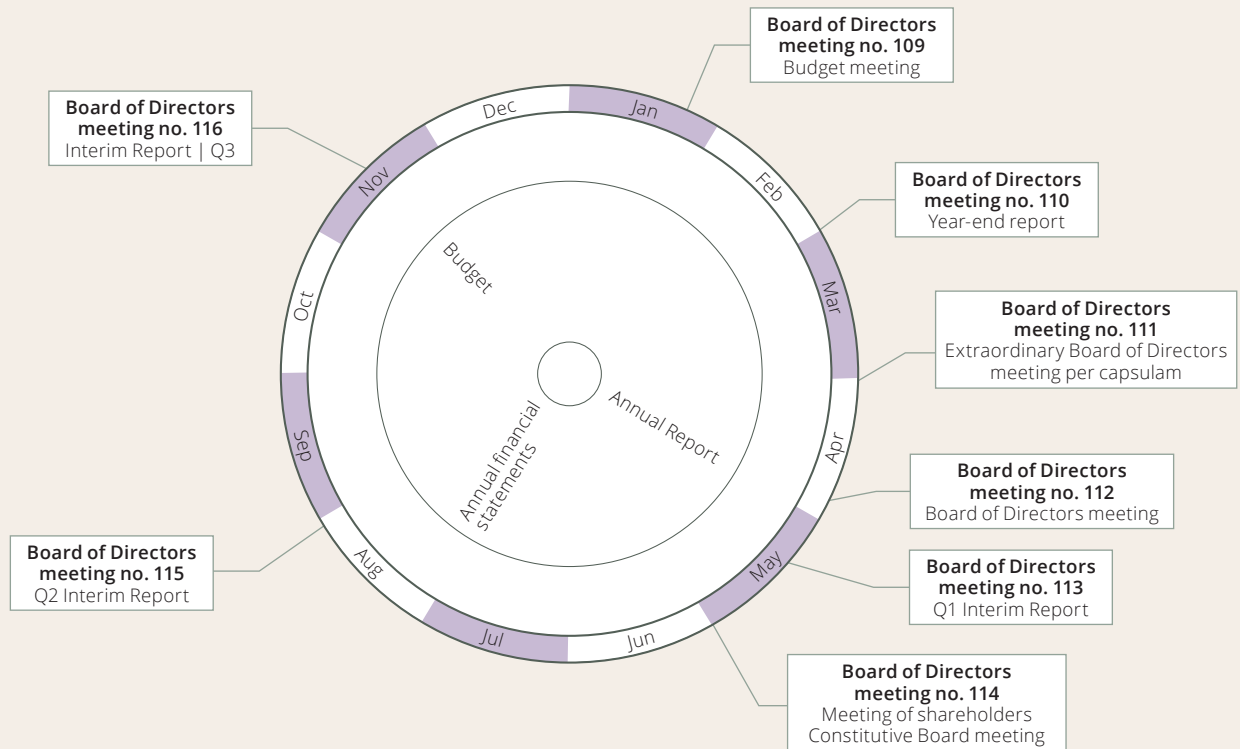 Board of Directors
meeting no. 109
Budget meeting
Board of Directors
meeting no. 110
Year-end report
Board of Directors
meeting no. 111
Extraordinary Board of Directors
meeting per capsulam
Board of Directors
meeting no. 112
Board of Directors meeting
Board of Directors
meeting no. 113
Q1 Interim Report
Board of Directors
meeting no. 114
Meeting of shareholders
Constitutive Board meeting
Board of Directors
meeting no. 115
Q2 Interim Report
Board of Directors
meeting no. 116
Interim Report | Q3
Jan
Feb
Mar
Apr
May
Jun
Jul
Aug
Sep
Oct
Nov
Dec
Budget
Annual Report
Annual financial
statements